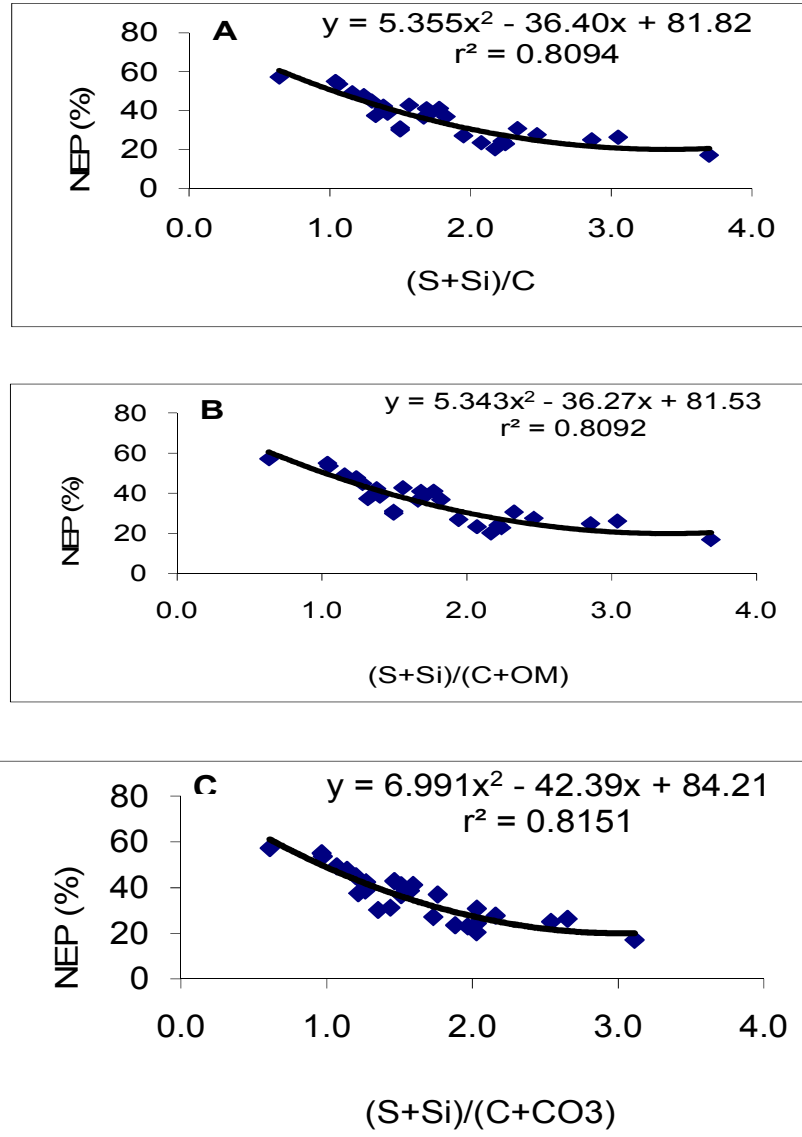 A
y = 5.355x² - 36.40x + 81.82
r² = 0.8094
80
60
40
20
0
NEP (%)
0.0 1.0 2.0 3.0 4.0
(S+Si)/C
B
y = 5.343x² - 36.27x + 81.53
r² = 0.8092
80
60
40
20
0
NEP (%)
0.0 1.0 2.0 3.0 4.0
(S+Si)/(C+OM)
C
y = 6.991x² - 42.39x + 84.21
r² = 0.8151
80
60
40
20
0
NEP (%)
0.0 1.0 2.0 3.0 4.0
(S+Si)/(C+CO3)